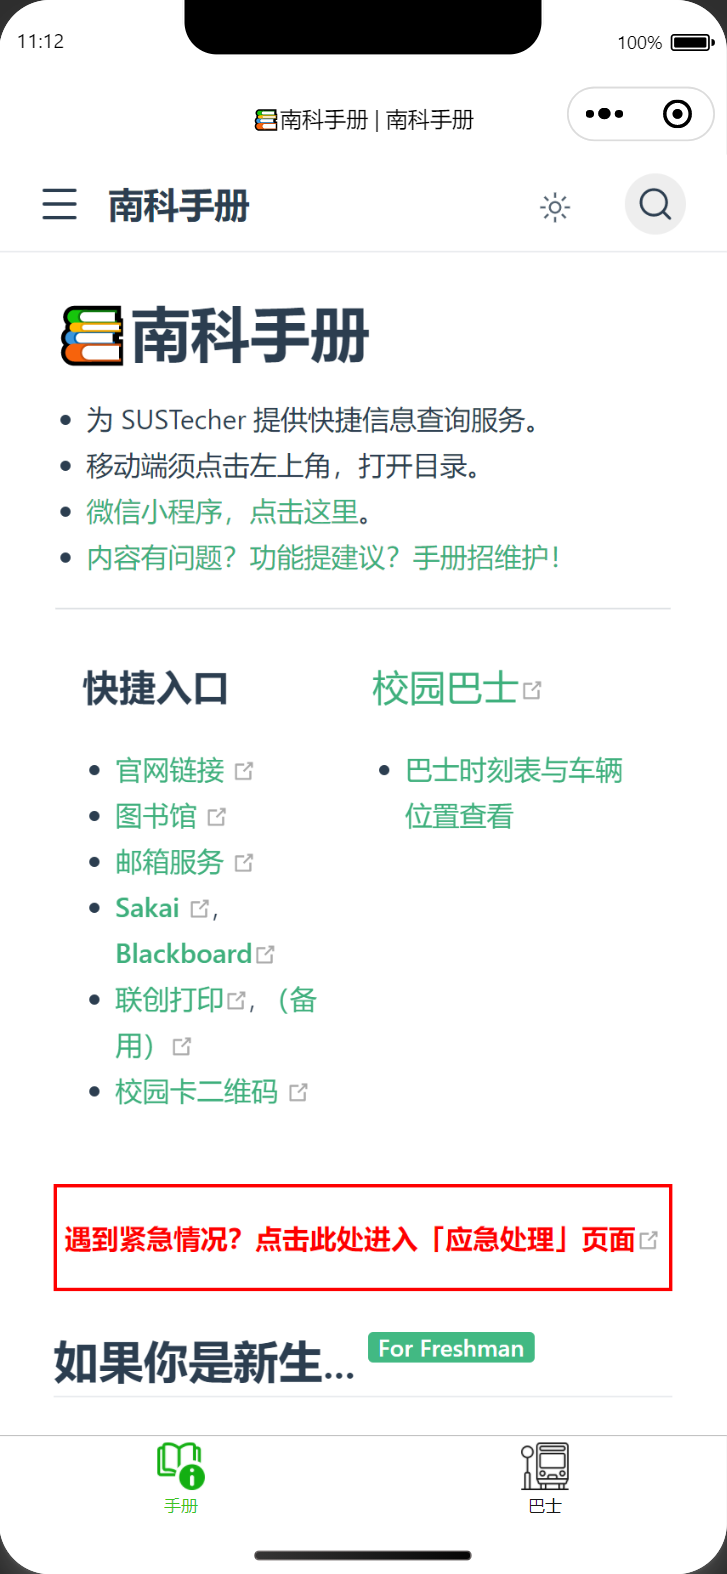 11:12
100%
📚南科手册 | 南科手册
南科手册
📚南科手册
为 SUSTecher 提供快捷信息查询服务。
移动端须点击左上角，打开目录。
微信小程序，点击这里。
内容有问题？功能提建议？手册招维护！
快捷入口
官网链接
图书馆
邮箱服务
Sakai ，
Blackboard
联创打印，（备
用）
校园卡二维码
校园巴士
巴士时刻表与车辆
位置查看
遇到紧急情况？点击此处进入「应急处理」页面
如果你是新生... For Freshman
手册
巴士